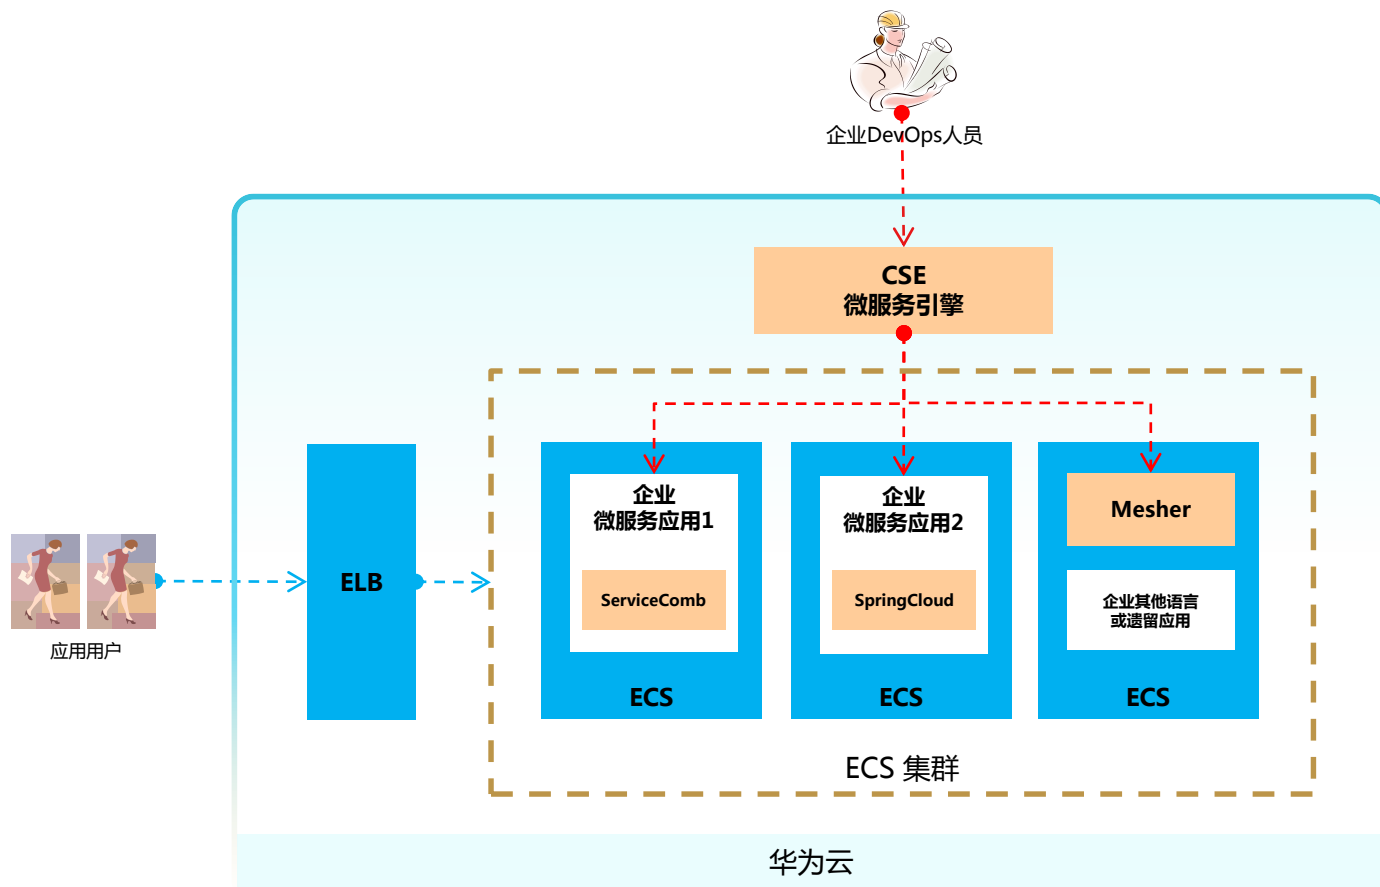 企业DevOps人员
CSE
微服务引擎
企业
微服务应用1
ServiceComb
ECS
企业
微服务应用2
SpringCloud
ECS
Mesher
企业其他语言
或遗留应用
ECS
ELB
应用用户
ECS 集群
华为云